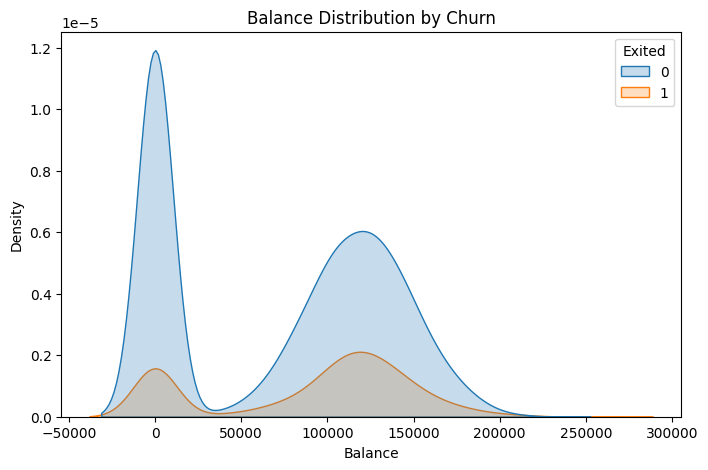 Balance Distribution by Churn
1e−5
Exited
0
1
1.2
1.0
0.8
0.6
0.4
0.2
0.0
Density
−50000 0 50000 100000 150000 200000 250000 300000
Balance